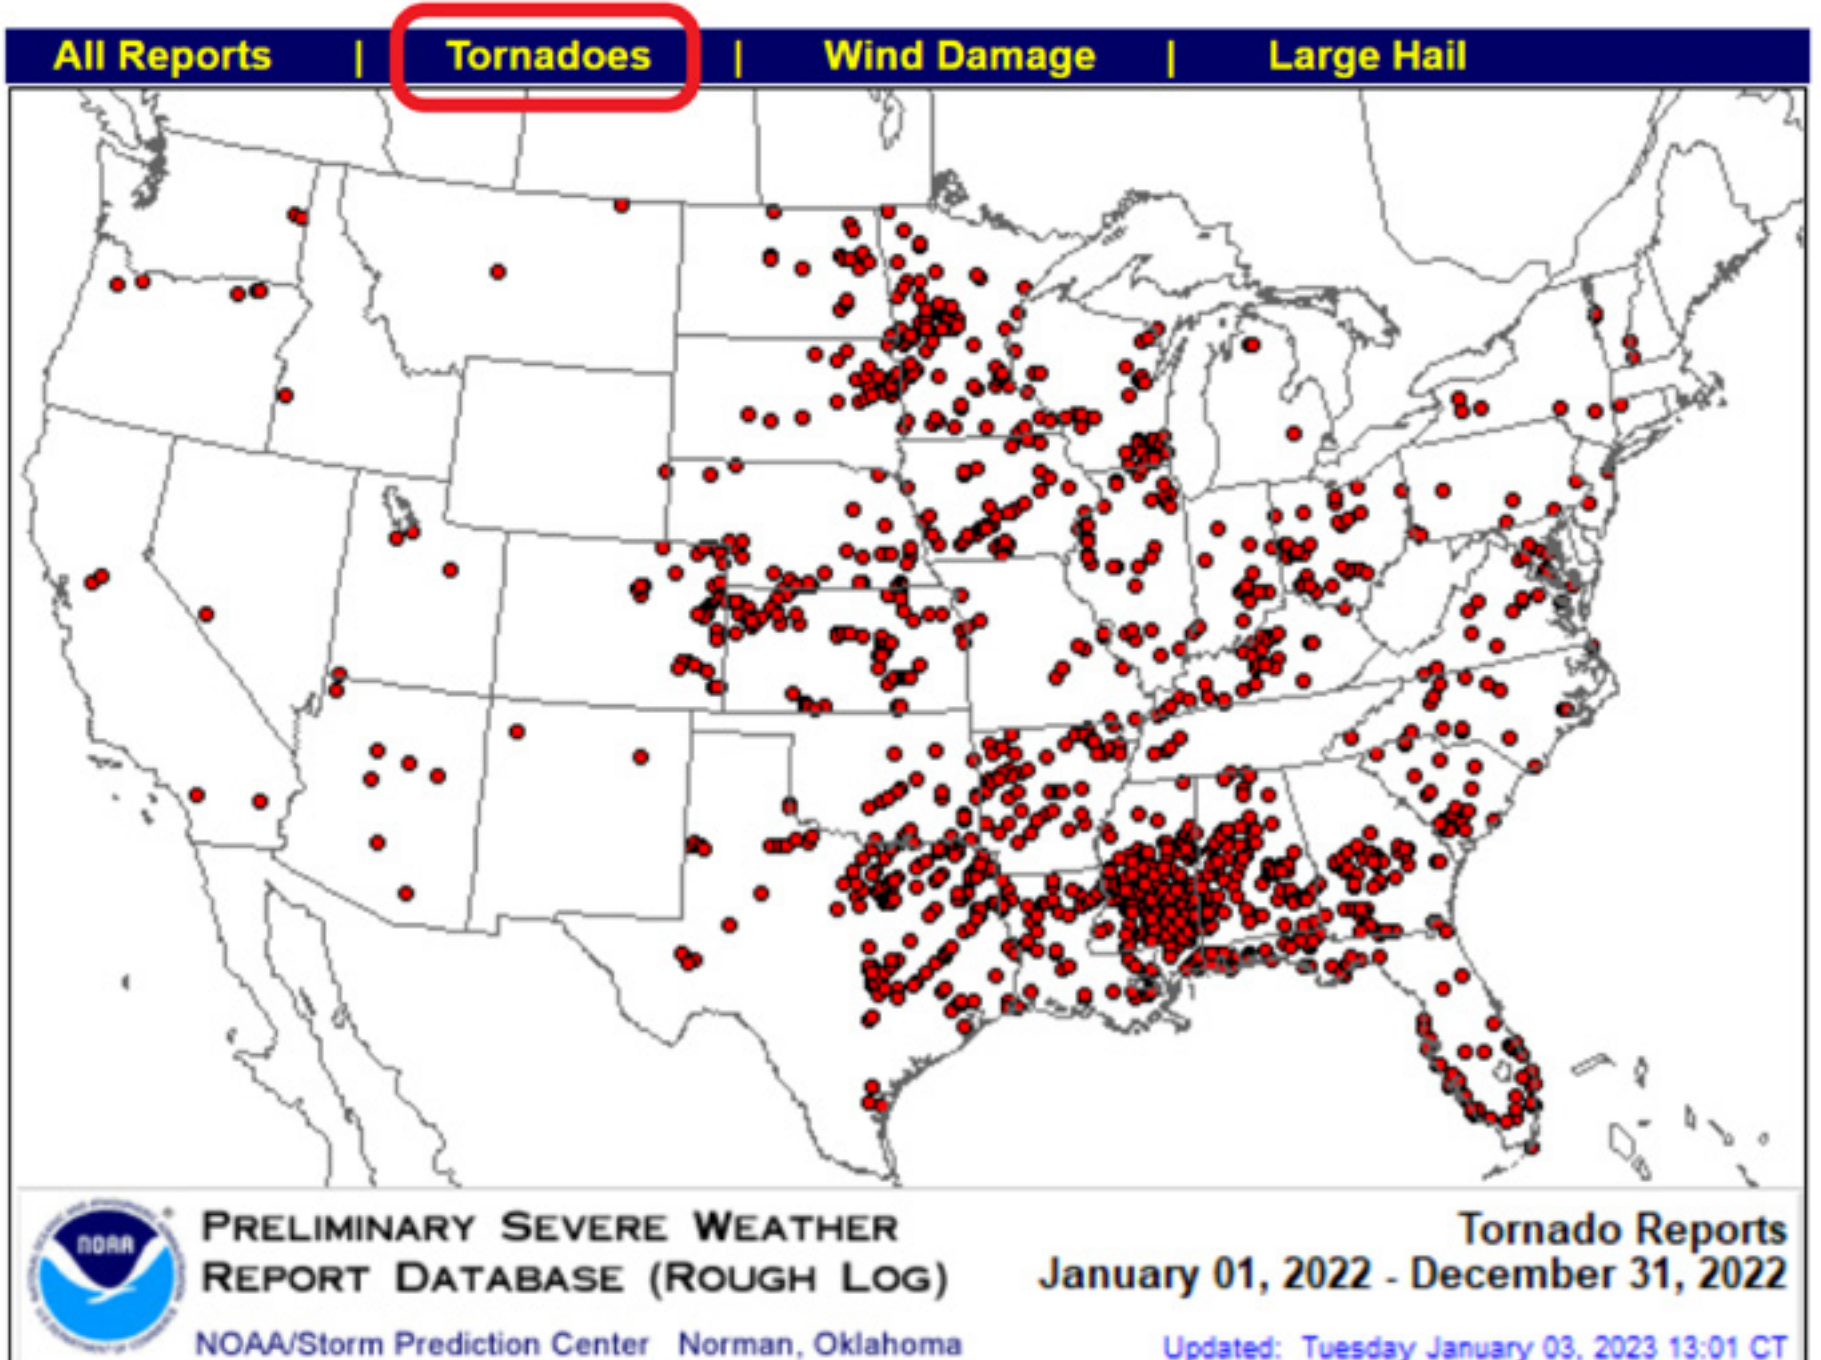 All Reports | Tornadoes | Wind Damage | Large Hail
PRELIMINARY SEVERE WEATHER
REPORT DATABASE (ROUGH LOG)
NOAA/Storm Prediction Center Norman, Oklahoma
Tornado Reports
January 01, 2022 - December 31, 2022
Updated: Tuesday January 03, 2023 13:01 CT
NOAA